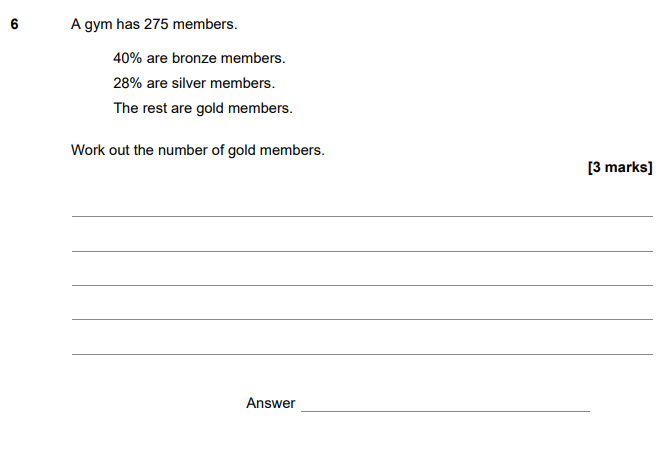 6 A gym has 275 members.
40% are bronze members.
28% are silver members.
The rest are gold members.
Work out the number of gold members.
[3 marks]
Answer